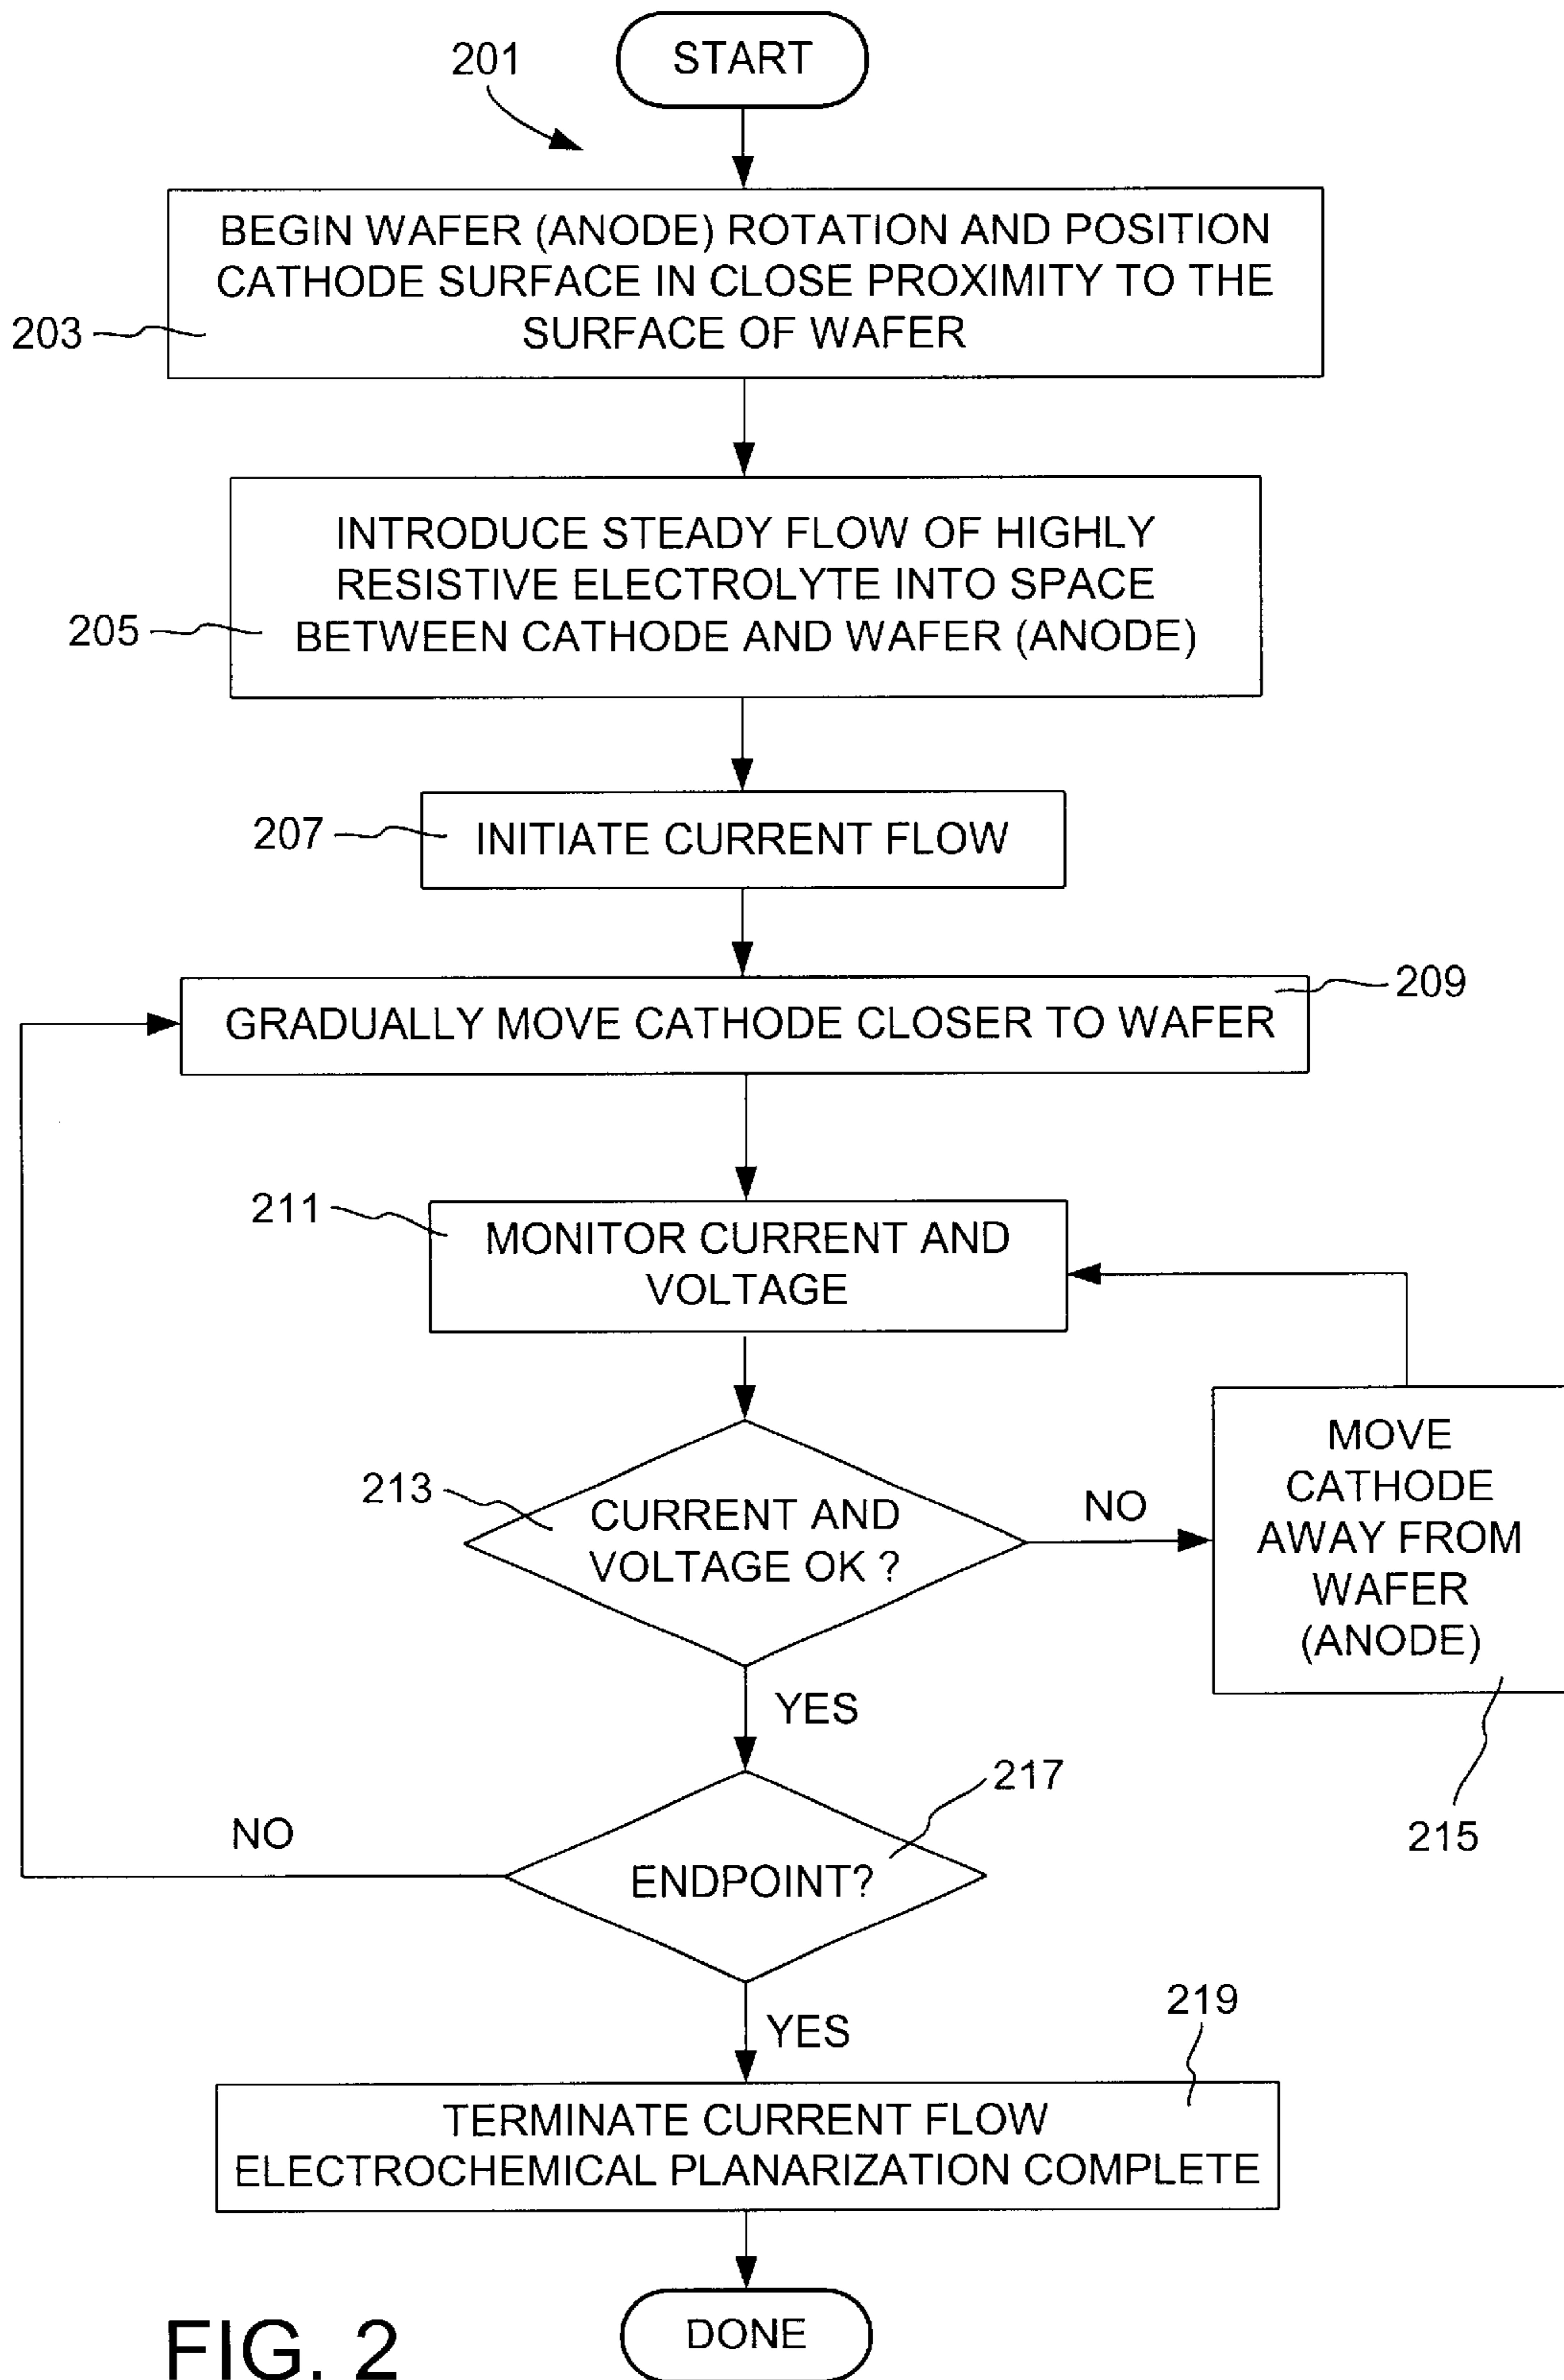 START
201
BEGIN WAFER (ANODE) ROTATION AND POSITION
CATHODE SURFACE IN CLOSE PROXIMITY TO THE
SURFACE OF WAFER
203
INTRODUCE STEADY FLOW OF HIGHLY
RESISTIVE ELECTROLYTE INTO SPACE
BETWEEN CATHODE AND WAFER (ANODE)
205
207
INITIATE CURRENT FLOW
209
GRADUALLY MOVE CATHODE CLOSER TO WAFER
211
MONITOR CURRENT AND
VOLTAGE
213
CURRENT AND
VOLTAGE OK ?
NO
MOVE
CATHODE
AWAY FROM
WAFER
(ANODE)
215
YES
217
ENDPOINT?
NO
YES
219
TERMINATE CURRENT FLOW
ELECTROCHEMICAL PLANARIZATION COMPLETE
DONE
FIG. 2